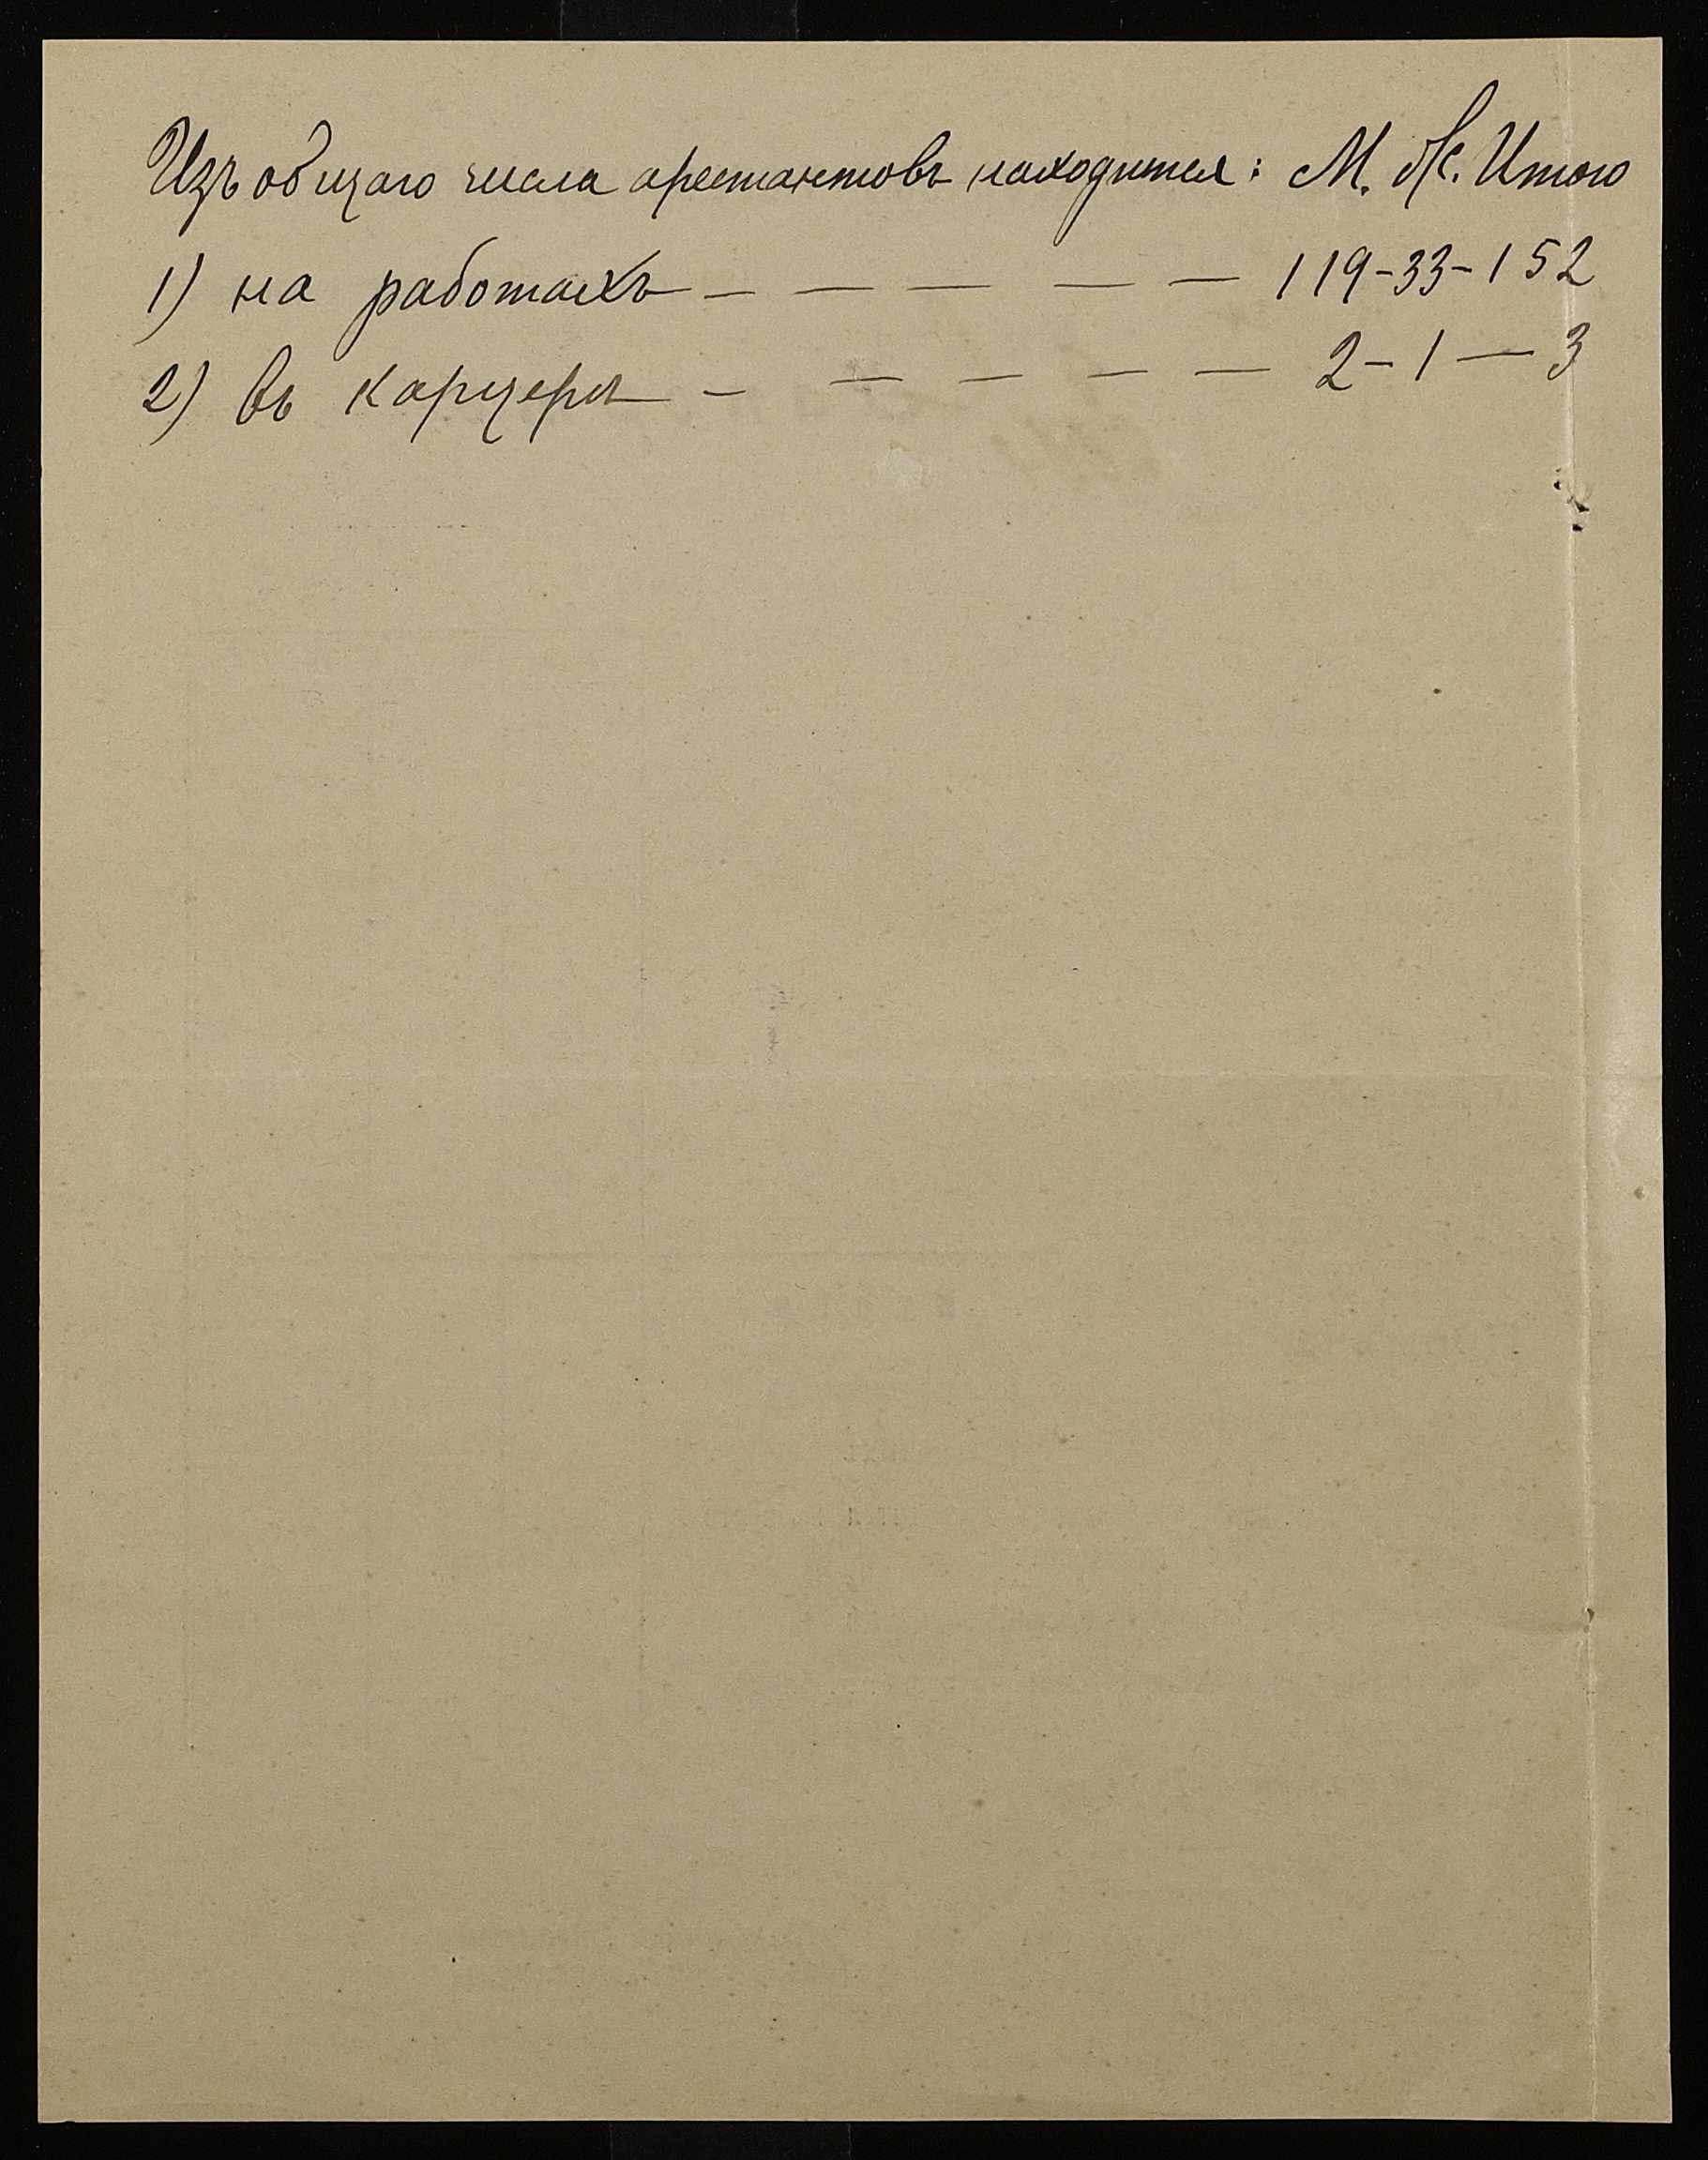 Изъ общаго числа арестантовъ находится: М. Ж. Итого
1) на работахъ — — — — — — 119-33-152
2) въ карцерѣ — — — — — 2-1-3